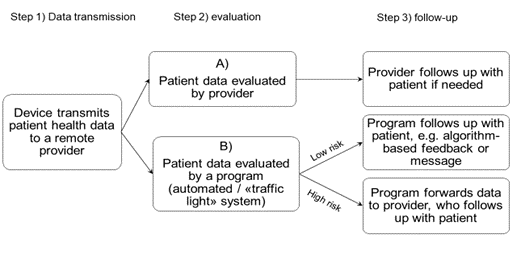 Step 1) Data transmission
Step 2) evaluation
Step 3) follow-up
Device transmits
patient health data
to a remote
provider
A)
Patient data evaluated
by provider
Provider follows up with
patient if needed
B)
Patient data evaluated
by a program
(automated / «traffic
light» system)
Low risk
Program follows up with
patient, e.g. algorithm-
based feedback or
message
High risk
Program forwards data
to provider, who follows
up with patient